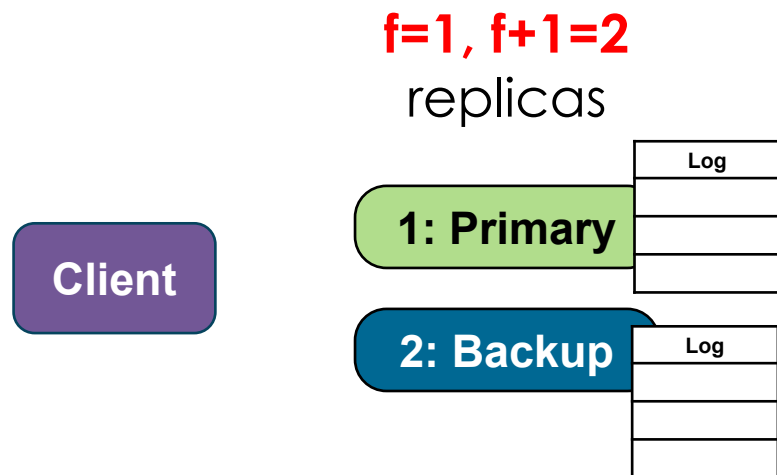 f=1, f+1=2
replicas
Log
1: Primary
Client
2: Backup
Log